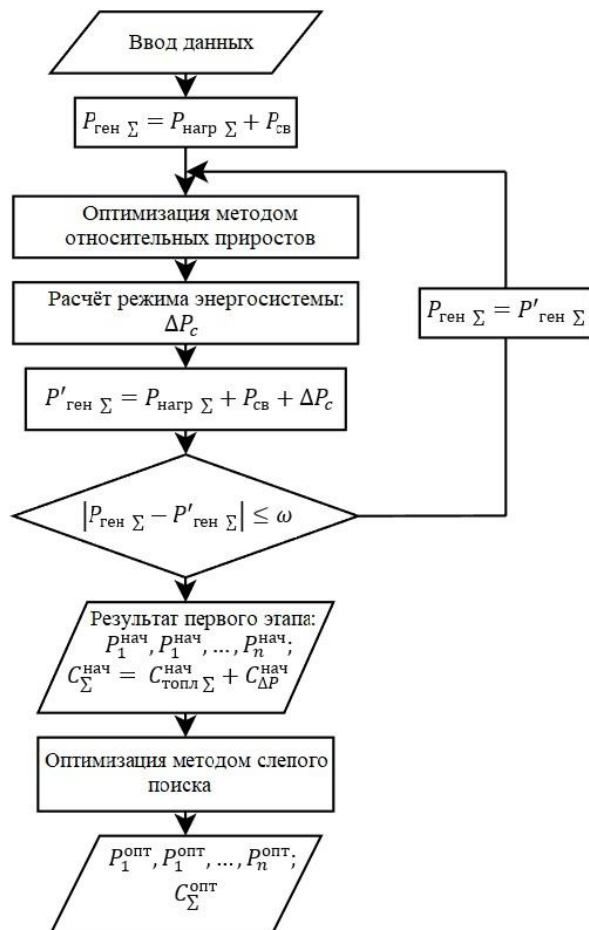 Ввод данных
P_ген Σ = P_нагр Σ + P_св
Оптимизация методом
относительных приростов
Расчёт режима энергосистемы:
ΔP_c
P_ген Σ = P'_ген Σ
P'_ген Σ = P_нагр Σ + P_св + ΔP_c
|P_ген Σ − P'_ген Σ| ≤ ω
Результат первого этапа:
P_1^нач, P_1^нач, …, P_n^нач;
C_Σ^нач = C_топл Σ^нач + C_ΔP^нач
Оптимизация методом слепого
поиска
P_1^опт, P_1^опт, …, P_n^опт;
C_Σ^опт